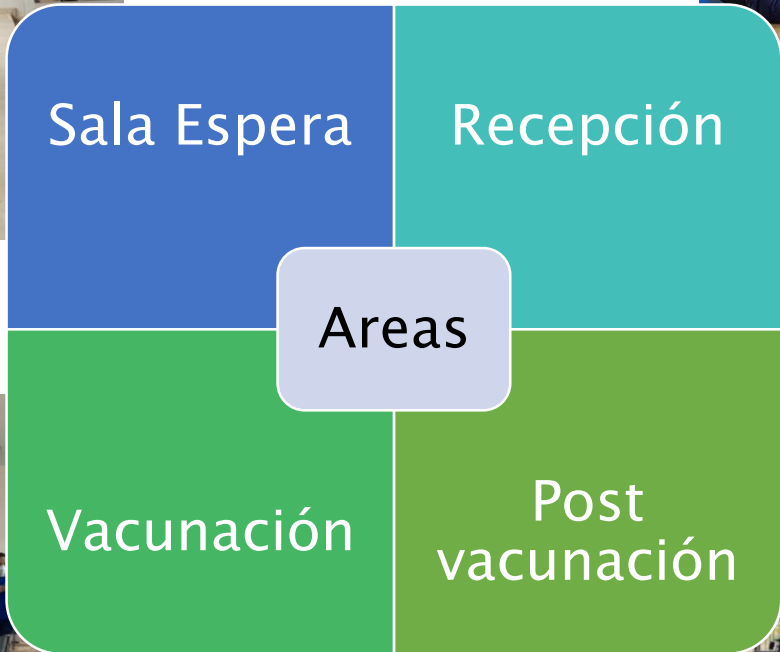 Sala Espera
Recepción
Areas
Vacunación
Post
vacunación